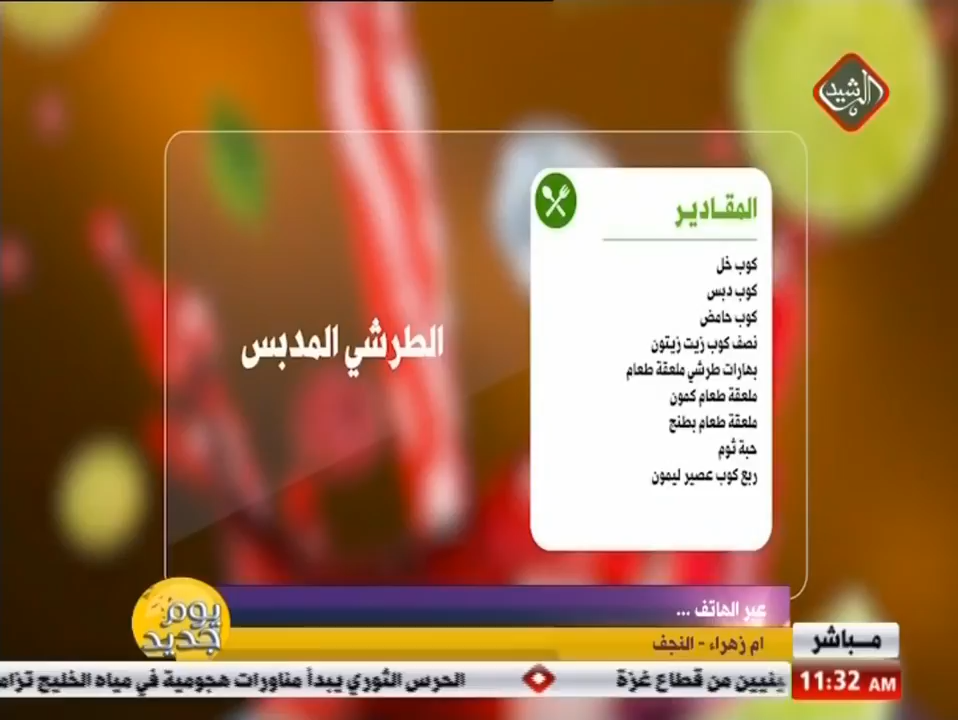 الرشيد
المقادير
كوب خل
كوب دبس
كوب حامض
نصف كوب زيت زيتون
بهارات طرشي ملعقة طعام
ملعقة طعام كمون
ملعقة طعام بطنج
حبة ثوم
ربع كوب عصير ليمون
الطرشي المدبس
عبر الهاتف ...
ام زهراء - النجف
يوم جديد
مباشر
11:32 AM
من قطاع غزة
الحرس الثوري يبدأ مناورات هجومية في مياه الخليج